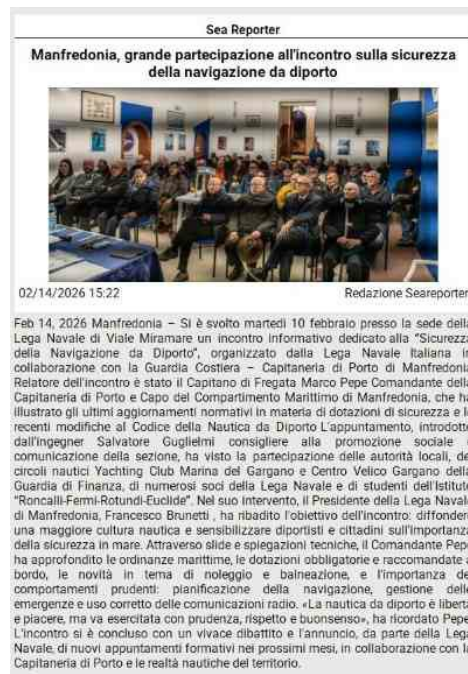 Sea Reporter
Manfredonia, grande partecipazione all'incontro sulla sicurezza
della navigazione da diporto
02/14/2026 15:22
Redazione Seareporter
Feb 14, 2026 Manfredonia – Si è svolto martedì 10 febbraio presso la sede della
Lega Navale di Viale Miramare un incontro informativo dedicato alla "Sicurezza
della Navigazione da Diporto", organizzato dalla Lega Navale Italiana in
collaborazione con la Guardia Costiera – Capitaneria di Porto di Manfredonia
Relatore dell'incontro è stato il Capitano di Fregata Marco Pepe Comandante della
Capitaneria di Porto e Capo del Compartimento Marittimo di Manfredonia, che ha
illustrato gli ultimi aggiornamenti normativi in materia di dotazioni di sicurezza e le
recenti modifiche al Codice della Nautica da Diporto L'appuntamento, introdotto
dall'ingegner Salvatore Guglielmi consigliere alla promozione sociale e
comunicazione della sezione, ha visto la partecipazione delle autorità locali, dei
circoli nautici Yachting Club Marina del Gargano e Centro Velico Gargano della
Guardia di Finanza, di numerosi soci della Lega Navale e di studenti dell'Istituto
"Roncalli-Fermi-Rotundi-Euclide". Nel suo intervento, il Presidente della Lega Navale
di Manfredonia, Francesco Brunetti , ha ribadito l'obiettivo dell'incontro: diffondere
una maggiore cultura nautica e sensibilizzare diportisti e cittadini sull'importanza
della sicurezza in mare. Attraverso slide e spiegazioni tecniche, il Comandante Pepe
ha approfondito le ordinanze marittime, le dotazioni obbligatorie e raccomandate a
bordo, le novità in tema di noleggio e balneazione, e l'importanza dei
comportamenti prudenti: pianificazione della navigazione, gestione delle
emergenze e uso corretto delle comunicazioni radio. «La nautica da diporto è libertà
e piacere, ma va esercitata con prudenza, rispetto e buonsenso», ha ricordato Pepe.
L'incontro si è concluso con un vivace dibattito e l'annuncio, da parte della Lega
Navale, di nuovi appuntamenti formativi nei prossimi mesi, in collaborazione con la
Capitaneria di Porto e le realtà nautiche del territorio.